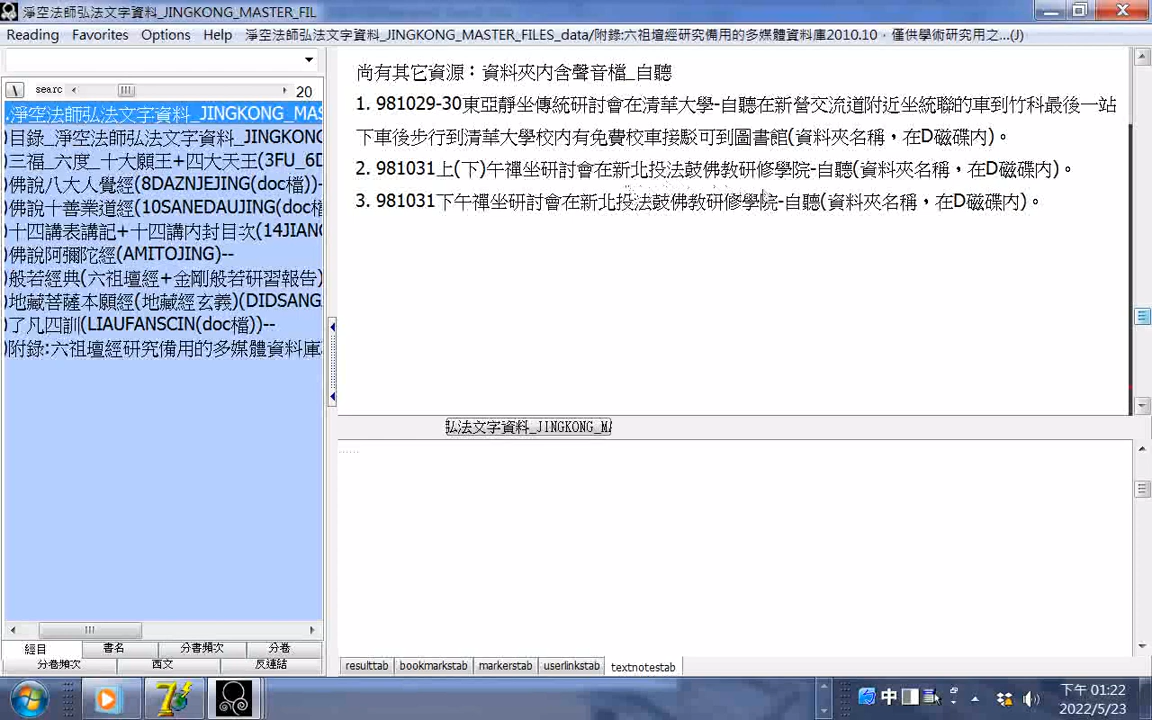 淨空法師弘法文字資料_JINGKONG_MASTER_FIL
Reading Favorites Options Help 淨空法師弘法文字資料_JINGKONG_MASTER_FILES_data/附錄:六祖壇經研究備用的多媒體資料庫2010.10‧僅供學術研究用之...(J)
searc 20
淨空法師弘法文字資料_JINGKONG_MAS
)目錄_淨空法師弘法文字資料_JINGKONG
)三福_六度_十大願王+四大天王(3FU_6D
)佛說八大人覺經(8DAZNJEJING(doc檔))-
)佛說十善業道經(10SANEDAUJING(doc檔
)十四講表講記+十四講內封目次(14JIANG
)佛說阿彌陀經(AMITOJING)--
)般若經典(六祖壇經+金剛般若研習報告)
)地藏菩薩本願經(地藏經玄義)(DIDSANG
)了凡四訓(LIAUFANSCIN(doc檔))--
)附錄:六祖壇經研究備用的多媒體資料庫
經目 書名 分書頻次 分卷
分卷頻次 西文 反連結
尚有其它資源：資料夾內含聲音檔_自聽
1. 981029-30東亞靜坐傳統研討會在清華大學-自聽在新營交流道附近坐統聯的車到竹科最後一站
下車後步行到清華大學校內有免費校車接駁可到圖書館(資料夾名稱，在D磁碟內)。
2. 981031上(下)午禪坐研討會在新北投法鼓佛教研修學院-自聽(資料夾名稱，在D磁碟內)。
3. 981031下午禪坐研討會在新北投法鼓佛教研修學院-自聽(資料夾名稱，在D磁碟內)。
弘法文字資料_JINGKONG_MA
resulttab bookmarkstab markerstab userlinkstab textnotestab
中
下午 01:22
2022/5/23